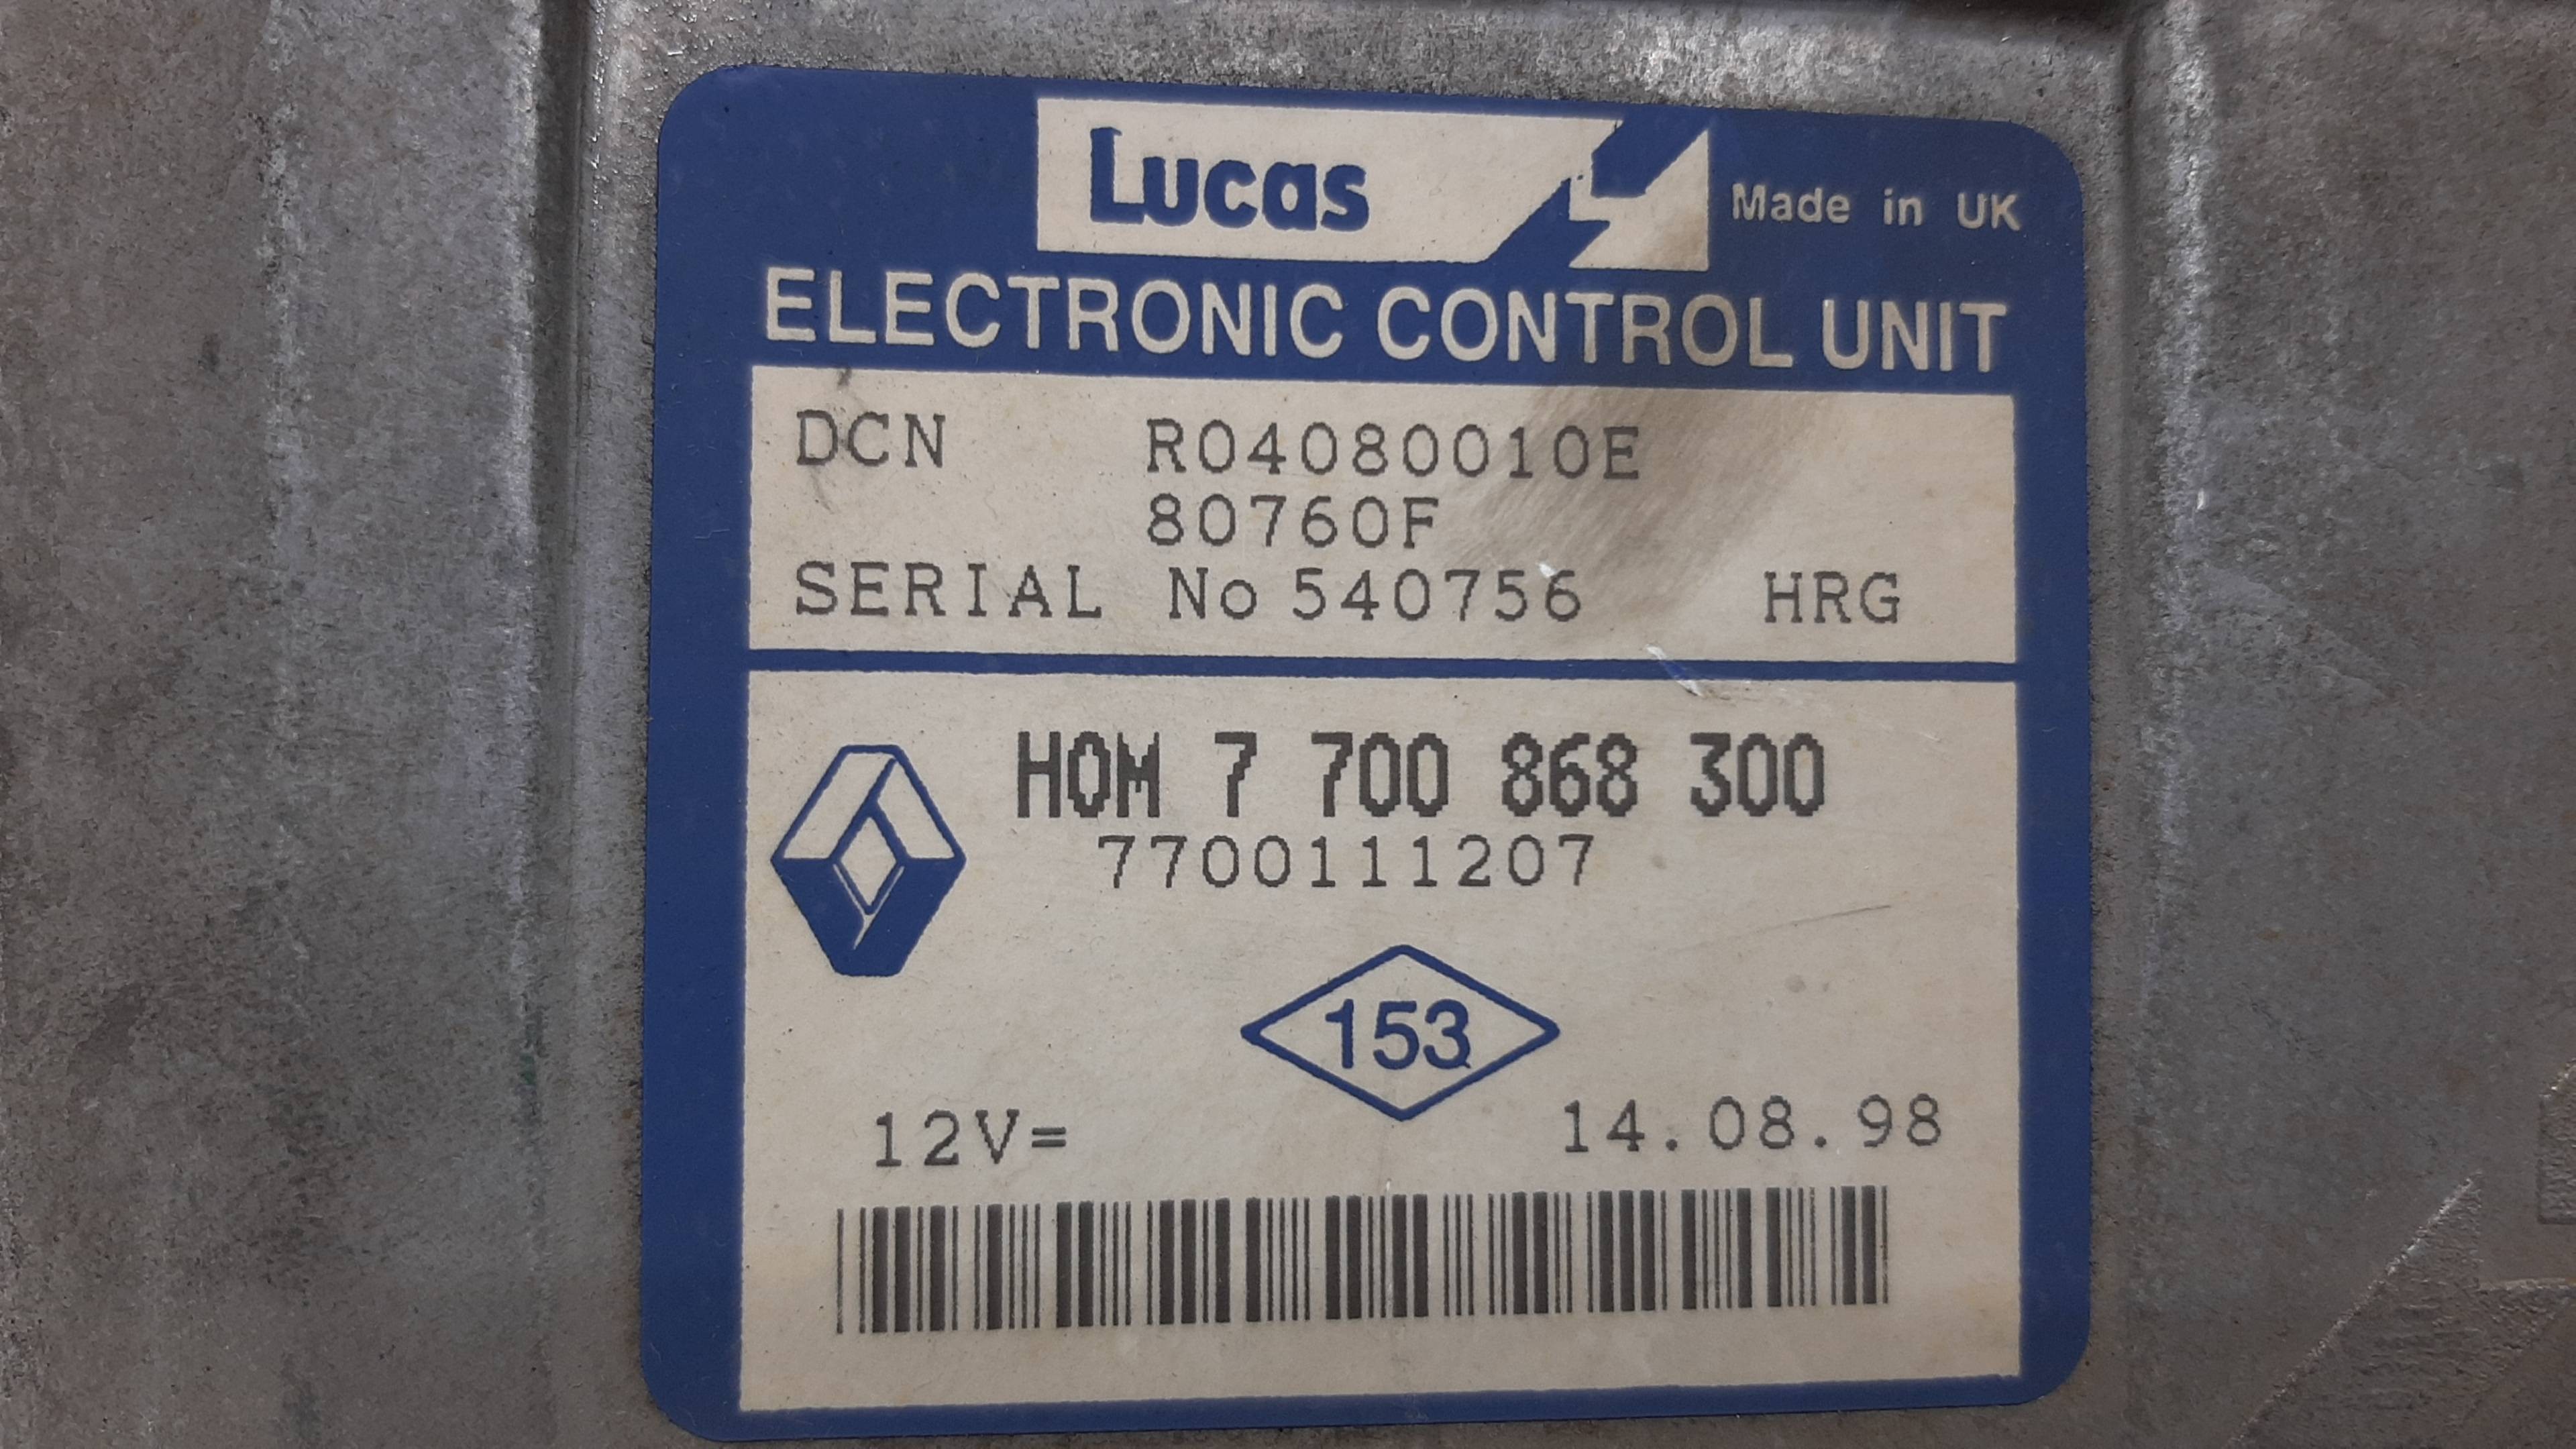 Lucas
Made in UK
ELECTRONIC CONTROL UNIT
DCN R04080010E
80760F
SERIAL No 540756 HRG
HOM 7 700 868 300
7700111207
153
12V= 14.08.98